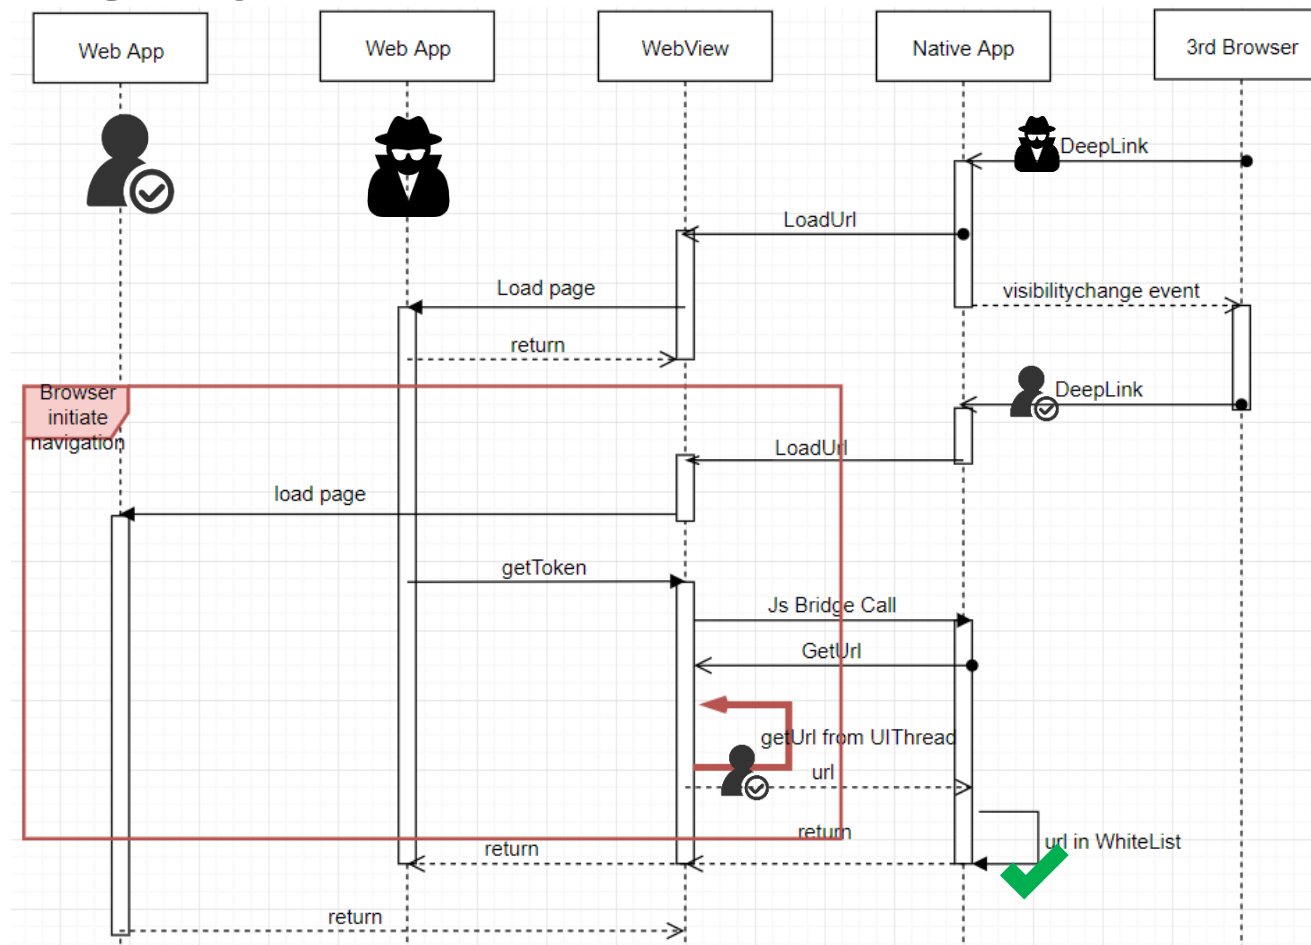 Web App
Web App
WebView
Native App
3rd Browser
DeepLink
LoadUrl
Load page
visibilitychange event
return
Browser
initiate
navigation
DeepLink
LoadUrl
load page
getToken
Js Bridge Call
GetUrl
getUrl from UIThread
url
return
url in WhiteList
return
return